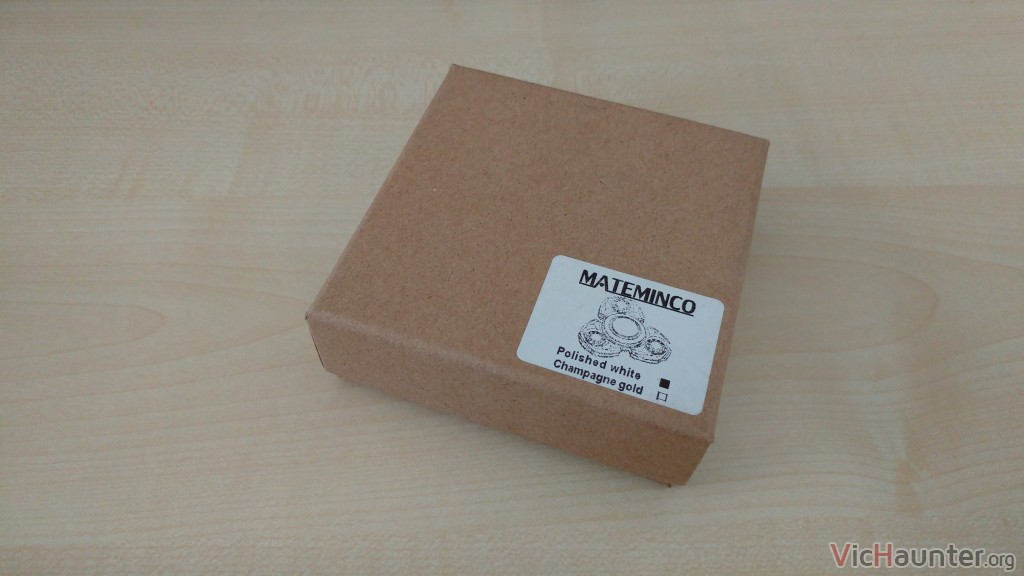 MATEMINCO
Polished white
Champagne gold
VicHaunter.org